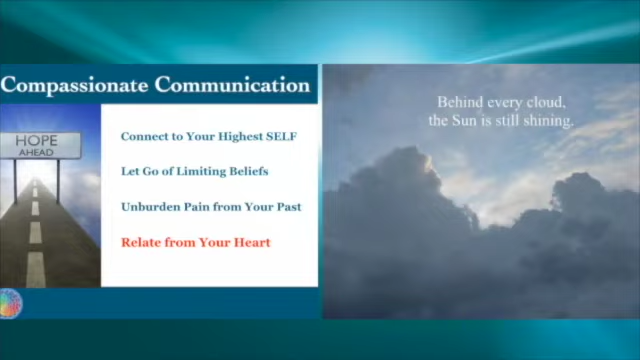 Compassionate Communication
HOPE
AHEAD
Connect to Your Highest SELF
Let Go of Limiting Beliefs
Unburden Pain from Your Past
Relate from Your Heart
Behind every cloud,
the Sun is still shining.